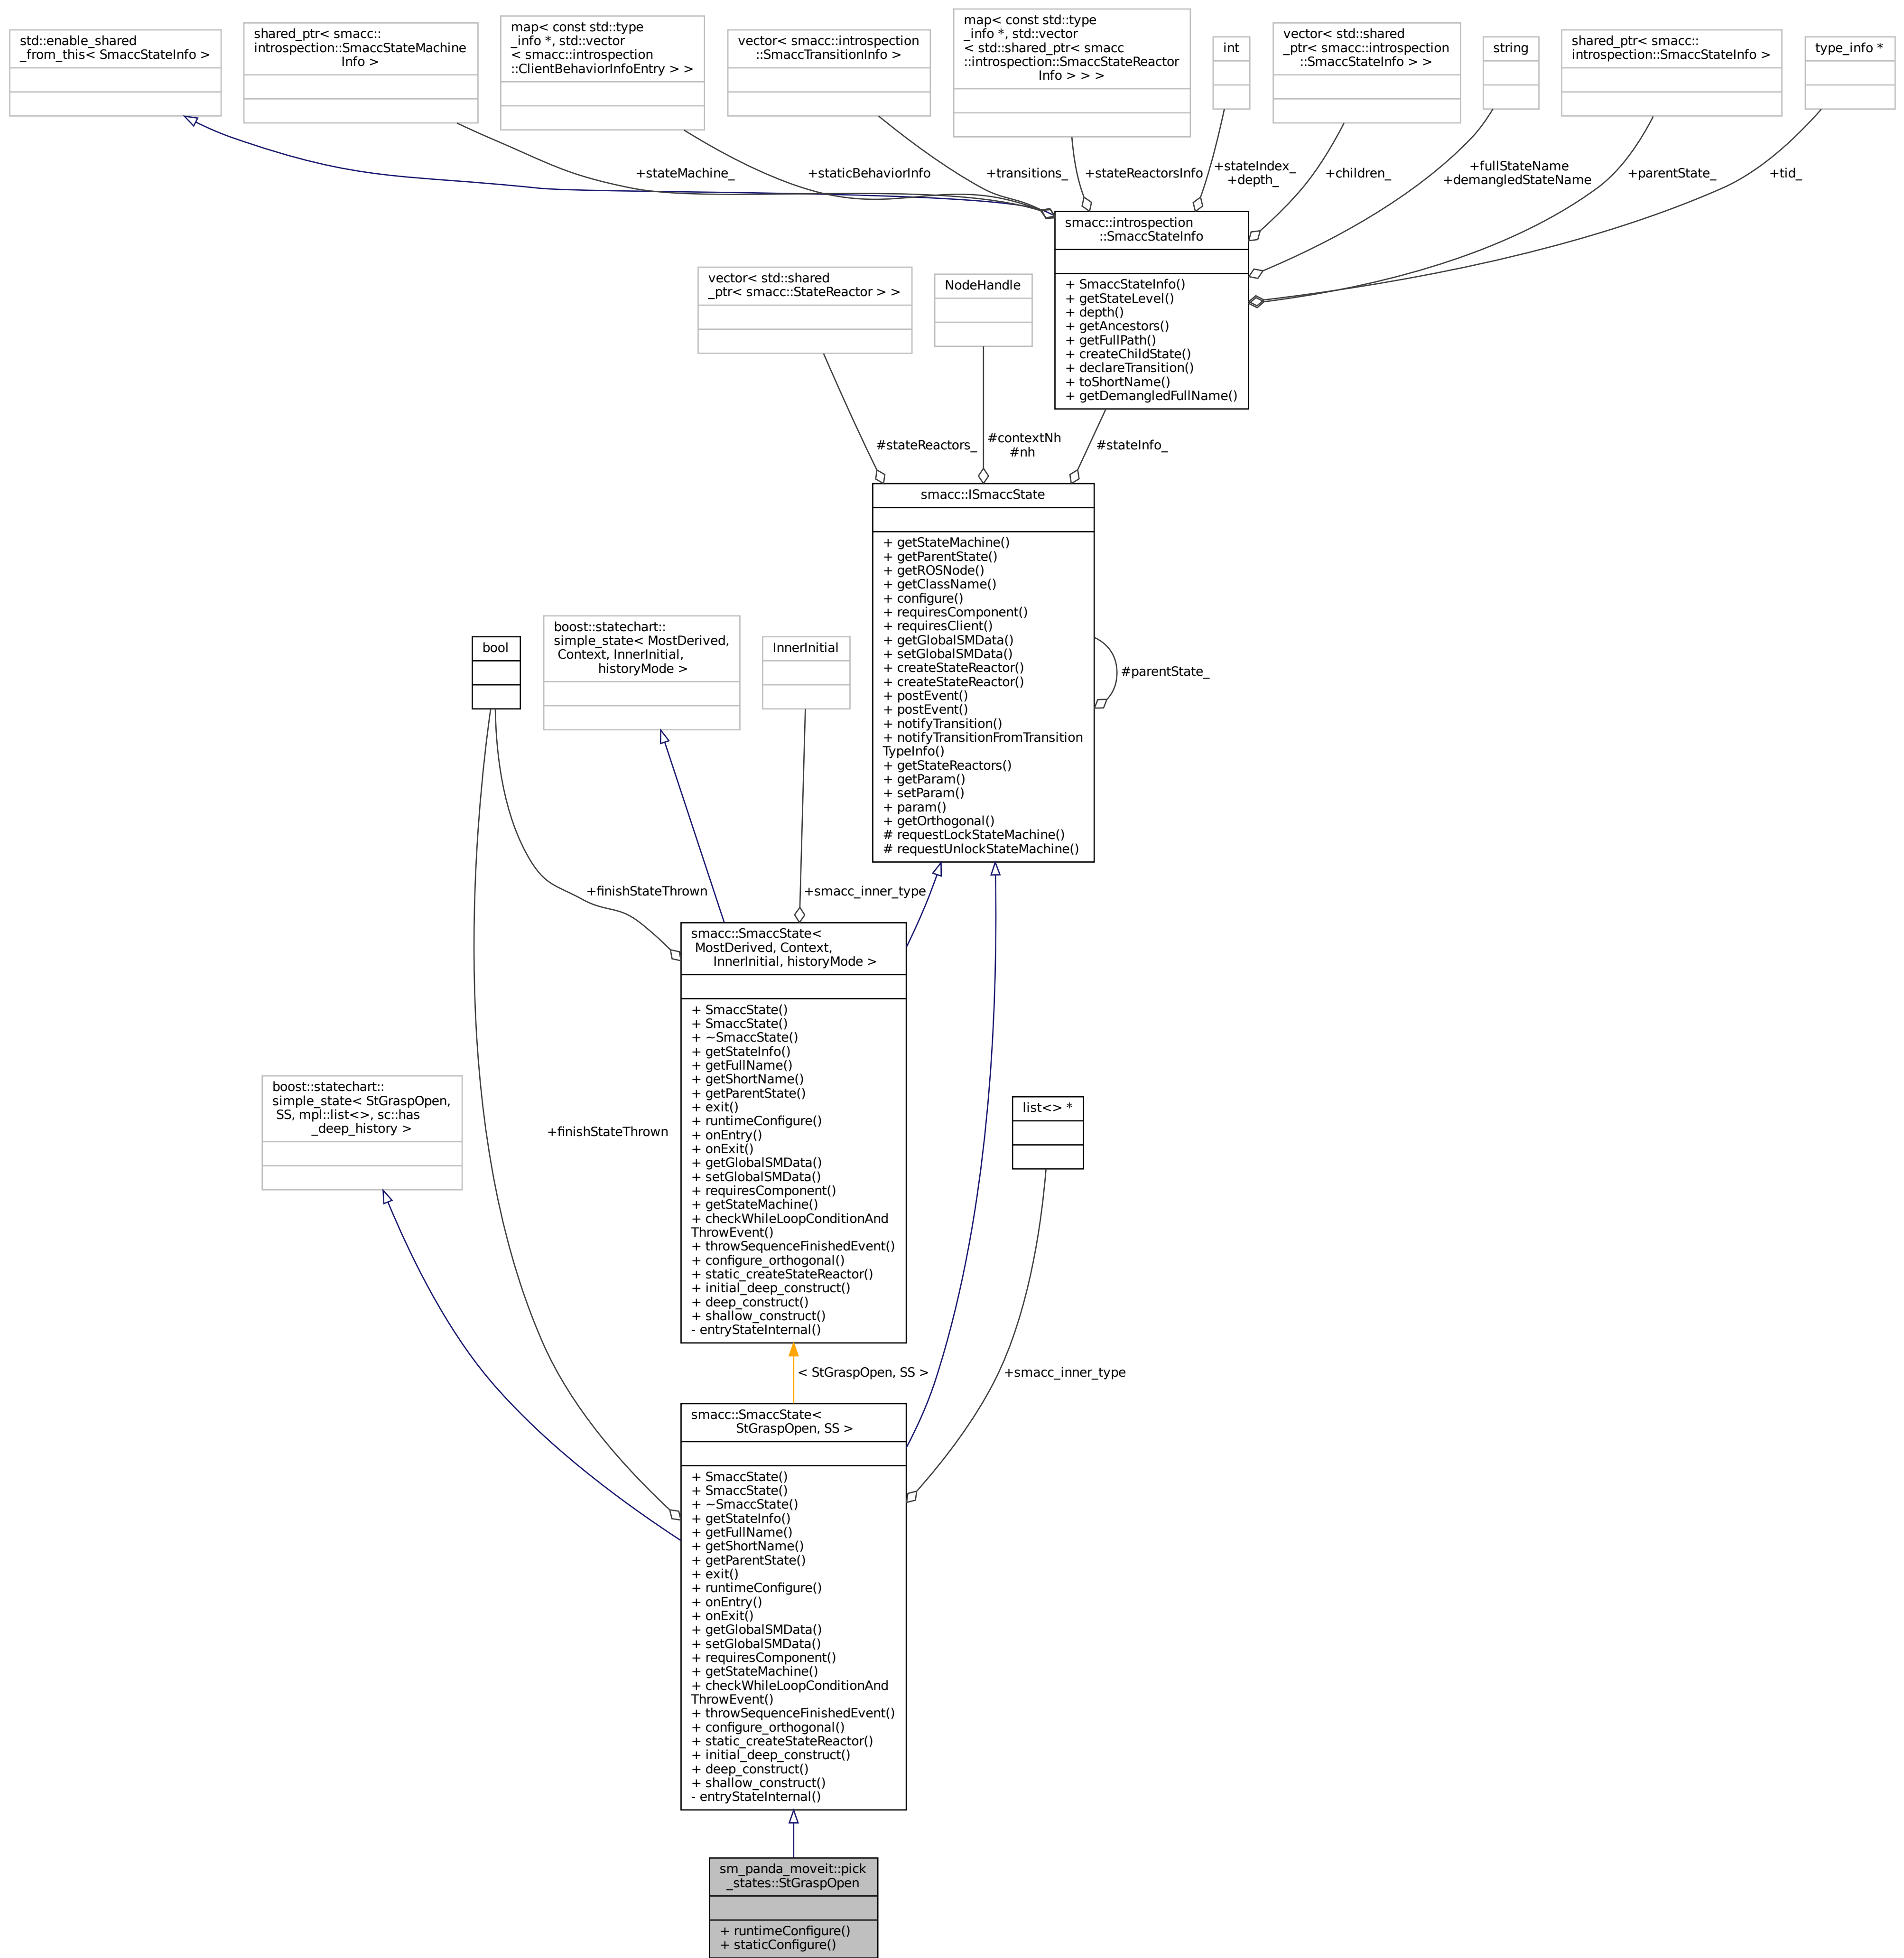 std::enable_shared
_from_this< SmaccStateInfo >
shared_ptr< smacc::
introspection::SmaccStateMachine
Info >
map< const std::type
_info *, std::vector
< smacc::introspection
::ClientBehaviorInfoEntry > >
vector< smacc::introspection
::SmaccTransitionInfo >
map< const std::type
_info *, std::vector
< std::shared_ptr< smacc
::introspection::SmaccStateReactor
Info > > >
int
vector< std::shared
_ptr< smacc::introspection
::SmaccStateInfo > >
string
shared_ptr< smacc::
introspection::SmaccStateInfo >
type_info *
+stateMachine_
+staticBehaviorInfo
+transitions_
+stateReactorsInfo
+stateIndex_
+depth_
+children_
+fullStateName
+demangledStateName
+parentState_
+tid_
smacc::introspection
::SmaccStateInfo
+ SmaccStateInfo()
+ getStateLevel()
+ depth()
+ getAncestors()
+ getFullPath()
+ createChildState()
+ declareTransition()
+ toShortName()
+ getDemangledFullName()
vector< std::shared
_ptr< smacc::StateReactor > >
NodeHandle
#stateReactors_
#contextNh
#nh
#stateInfo_
smacc::ISmaccState
+ getStateMachine()
+ getParentState()
+ getROSNode()
+ getClassName()
+ configure()
+ requiresComponent()
+ requiresClient()
+ getGlobalSMData()
+ setGlobalSMData()
+ createStateReactor()
+ createStateReactor()
+ postEvent()
+ postEvent()
+ notifyTransition()
+ notifyTransitionFromTransition
TypeInfo()
+ getStateReactors()
+ getParam()
+ setParam()
+ param()
+ getOrthogonal()
# requestLockStateMachine()
# requestUnlockStateMachine()
#parentState_
bool
boost::statechart::
simple_state< MostDerived,
Context, InnerInitial,
historyMode >
InnerInitial
+finishStateThrown
+smacc_inner_type
smacc::SmaccState<
MostDerived, Context,
InnerInitial, historyMode >
+ SmaccState()
+ SmaccState()
+ ~SmaccState()
+ getStateInfo()
+ getFullName()
+ getShortName()
+ getParentState()
+ exit()
+ runtimeConfigure()
+ onEntry()
+ onExit()
+ getGlobalSMData()
+ setGlobalSMData()
+ requiresComponent()
+ getStateMachine()
+ checkWhileLoopConditionAnd
ThrowEvent()
+ throwSequenceFinishedEvent()
+ configure_orthogonal()
+ static_createStateReactor()
+ initial_deep_construct()
+ deep_construct()
+ shallow_construct()
- entryStateInternal()
boost::statechart::
simple_state< StGraspOpen,
SS, mpl::list<>, sc::has
_deep_history >
+finishStateThrown
list<> *
< StGraspOpen, SS >
+smacc_inner_type
smacc::SmaccState<
StGraspOpen, SS >
+ SmaccState()
+ SmaccState()
+ ~SmaccState()
+ getStateInfo()
+ getFullName()
+ getShortName()
+ getParentState()
+ exit()
+ runtimeConfigure()
+ onEntry()
+ onExit()
+ getGlobalSMData()
+ setGlobalSMData()
+ requiresComponent()
+ getStateMachine()
+ checkWhileLoopConditionAnd
ThrowEvent()
+ throwSequenceFinishedEvent()
+ configure_orthogonal()
+ static_createStateReactor()
+ initial_deep_construct()
+ deep_construct()
+ shallow_construct()
- entryStateInternal()
sm_panda_moveit::pick
_states::StGraspOpen
+ runtimeConfigure()
+ staticConfigure()